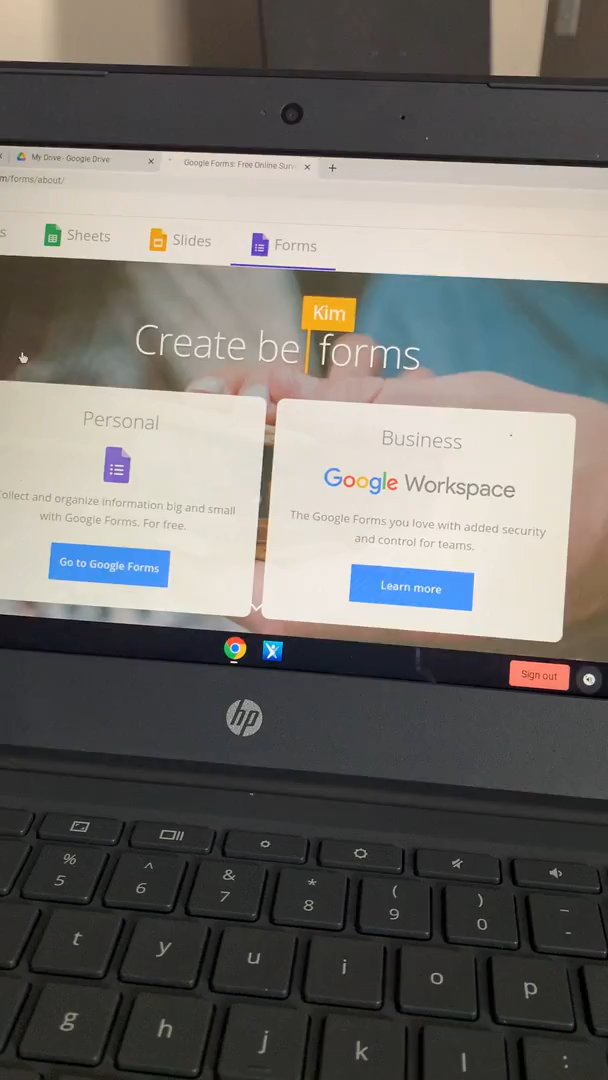 My Drive - Google Drive
Google Forms: Free Online Sur
m/forms/about/
s
Sheets
Slides
Forms
Kim
Create be forms
Personal
Business
Google Workspace
ollect and organize information big and small
with Google Forms. For free.
The Google Forms you love with added security
and control for teams.
Go to Google Forms
Learn more
Sign out
hp
% ^ & * ( ) _
5 6 7 8 9 0 -
t y u i o p
g h j k l :